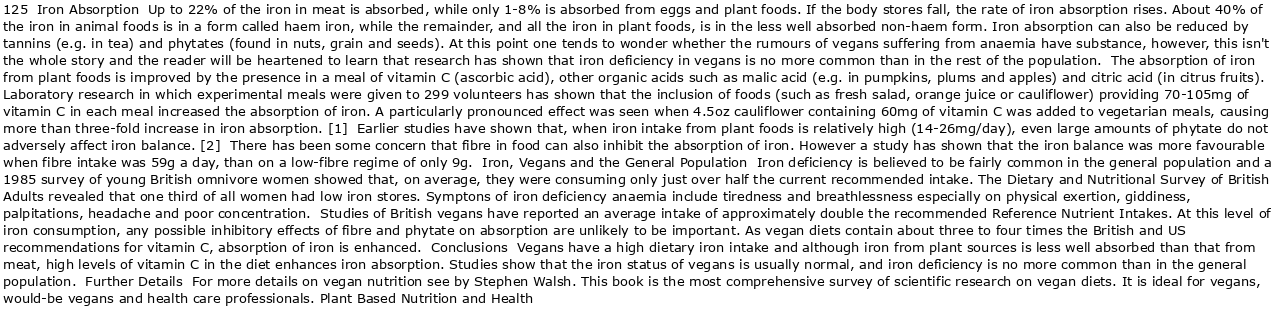 125  Iron Absorption  Up to 22% of the iron in meat is absorbed, while only 1-8% is absorbed from eggs and plant foods. If the body stores fall, the rate of iron absorption rises. About 40% of
the iron in animal foods is in a form called haem iron, while the remainder, and all the iron in plant foods, is in the less well absorbed non-haem form. Iron absorption can also be reduced by
tannins (e.g. in tea) and phytates (found in nuts, grain and seeds). At this point one tends to wonder whether the rumours of vegans suffering from anaemia have substance, however, this isn't
the whole story and the reader will be heartened to learn that research has shown that iron deficiency in vegans is no more common than in the rest of the population.  The absorption of iron
from plant foods is improved by the presence in a meal of vitamin C (ascorbic acid), other organic acids such as malic acid (e.g. in pumpkins, plums and apples) and citric acid (in citrus fruits).
Laboratory research in which experimental meals were given to 299 volunteers has shown that the inclusion of foods (such as fresh salad, orange juice or cauliflower) providing 70-105mg of
vitamin C in each meal increased the absorption of iron. A particularly pronounced effect was seen when 4.5oz cauliflower containing 60mg of vitamin C was added to vegetarian meals, causing
more than three-fold increase in iron absorption. [1]  Earlier studies have shown that, when iron intake from plant foods is relatively high (14-26mg/day), even large amounts of phytate do not
adversely affect iron balance. [2]  There has been some concern that fibre in food can also inhibit the absorption of iron. However a study has shown that the iron balance was more favourable
when fibre intake was 59g a day, than on a low-fibre regime of only 9g.  Iron, Vegans and the General Population  Iron deficiency is believed to be fairly common in the general population and a
1985 survey of young British omnivore women showed that, on average, they were consuming only just over half the current recommended intake. The Dietary and Nutritional Survey of British
Adults revealed that one third of all women had low iron stores. Symptons of iron deficiency anaemia include tiredness and breathlessness especially on physical exertion, giddiness,
palpitations, headache and poor concentration.  Studies of British vegans have reported an average intake of approximately double the recommended Reference Nutrient Intakes. At this level of
iron consumption, any possible inhibitory effects of fibre and phytate on absorption are unlikely to be important. As vegan diets contain about three to four times the British and US
recommendations for vitamin C, absorption of iron is enhanced.  Conclusions  Vegans have a high dietary iron intake and although iron from plant sources is less well absorbed than that from
meat, high levels of vitamin C in the diet enhances iron absorption. Studies show that the iron status of vegans is usually normal, and iron deficiency is no more common than in the general
population.  Further Details  For more details on vegan nutrition see by Stephen Walsh. This book is the most comprehensive survey of scientific research on vegan diets. It is ideal for vegans,
would-be vegans and health care professionals. Plant Based Nutrition and Health